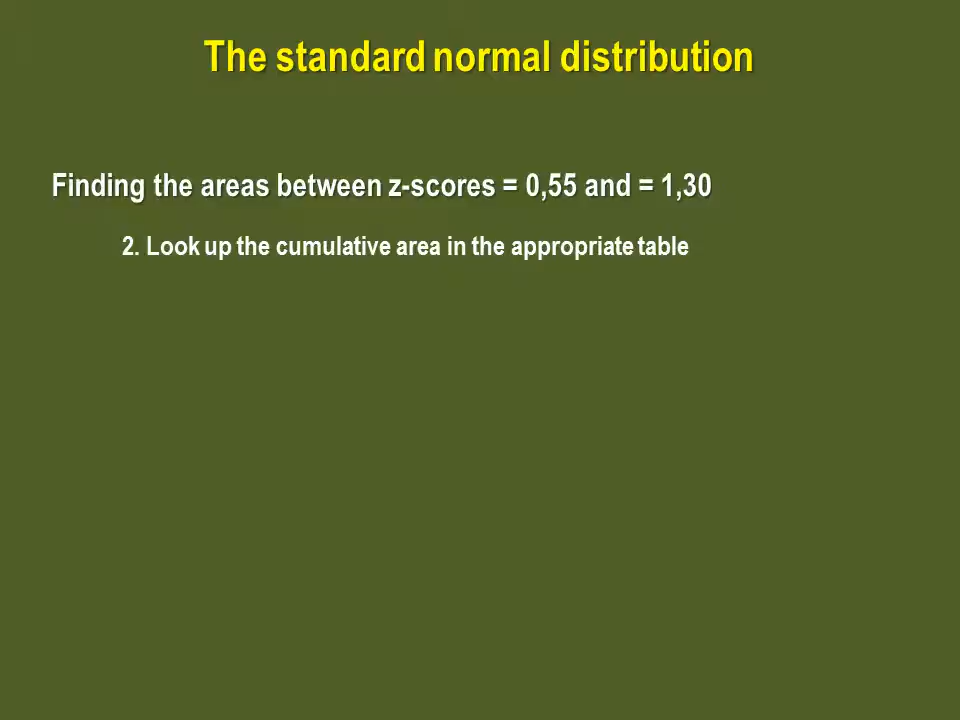 The standard normal distribution
Finding the areas between z-scores = 0,55 and = 1,30
2. Look up the cumulative area in the appropriate table